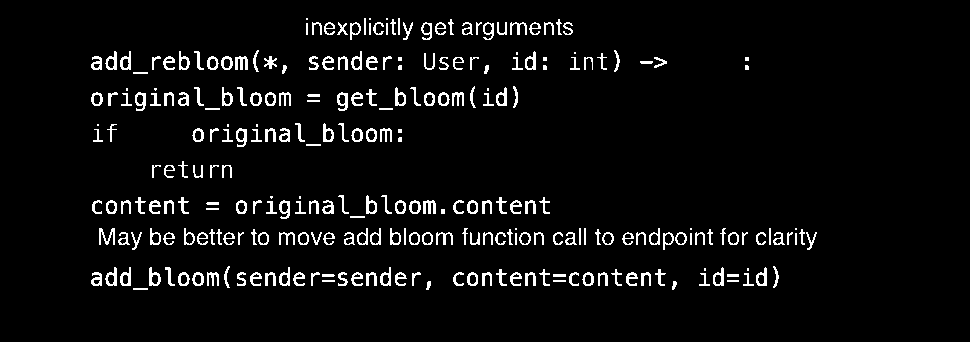 inexplicitly get arguments
add_rebloom(*, sender: User, id: int) -> :
original_bloom = get_bloom(id)
if original_bloom:
return
content = original_bloom.content
May be better to move add bloom function call to endpoint for clarity
add_bloom(sender=sender, content=content, id=id)